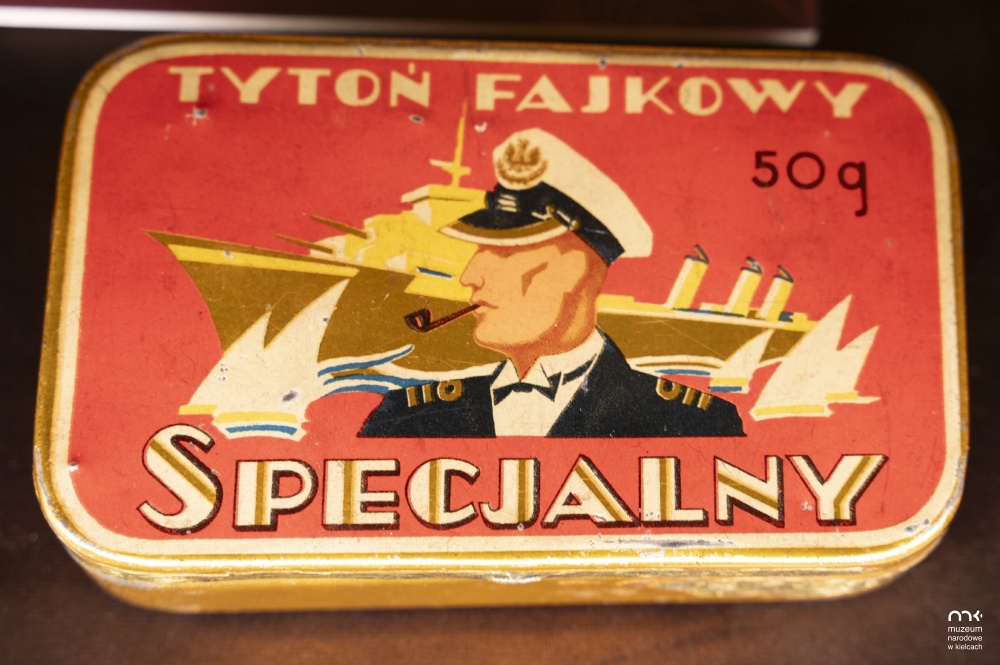 TYTOŃ FAJKOWY
50g
SPECJALNY
muzeum
narodowe
w kielcach